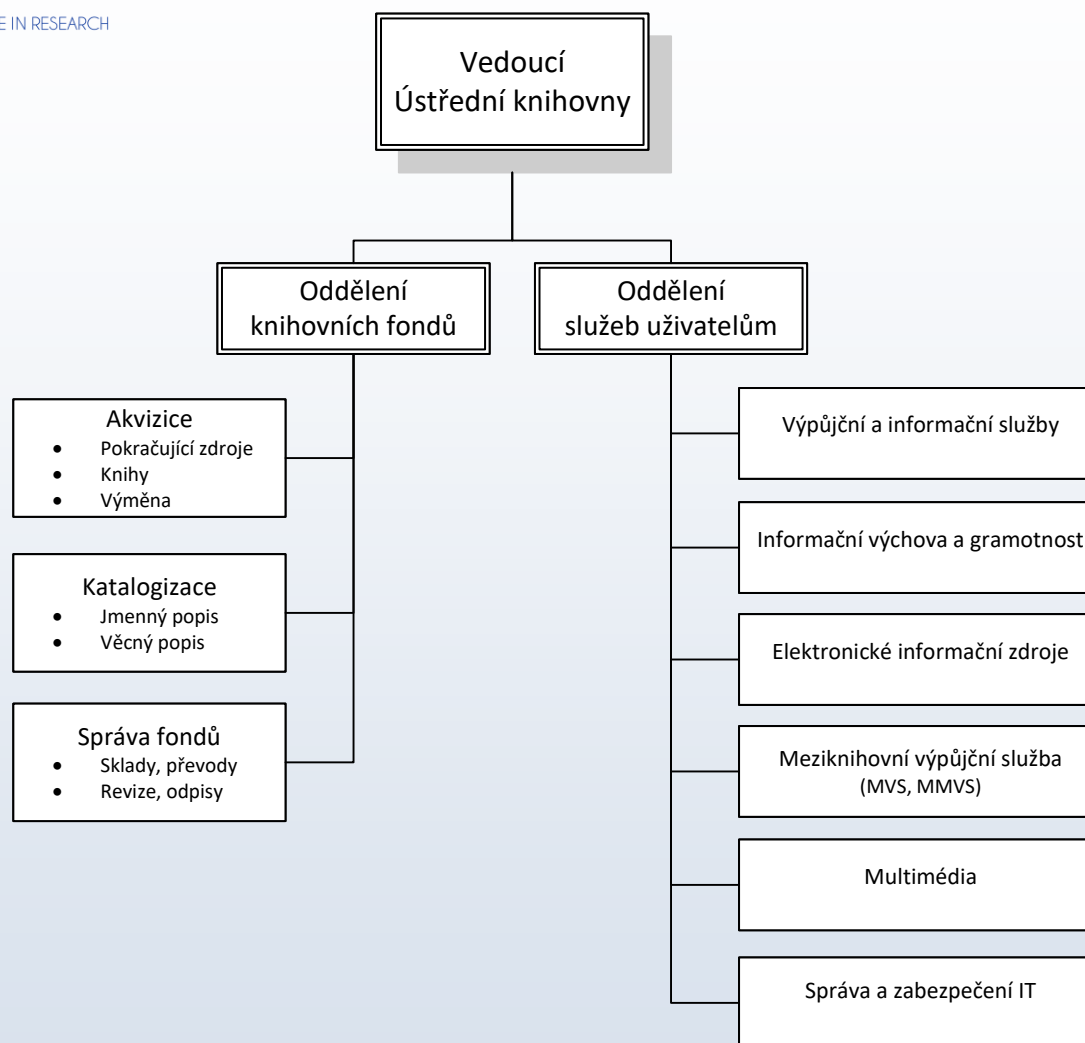 E IN RESEARCH
Vedoucí
Ústřední knihovny
Oddělení
knihovních fondů
Oddělení
služeb uživatelům
Akvizice
• Pokračující zdroje
• Knihy
• Výměna
Katalogizace
• Jmenný popis
• Věcný popis
Správa fondů
• Sklady, převody
• Revize, odpisy
Výpůjční a informační služby
Informační výchova a gramotnost
Elektronické informační zdroje
Meziknihovní výpůjční služba
(MVS, MMVS)
Multimédia
Správa a zabezpečení IT